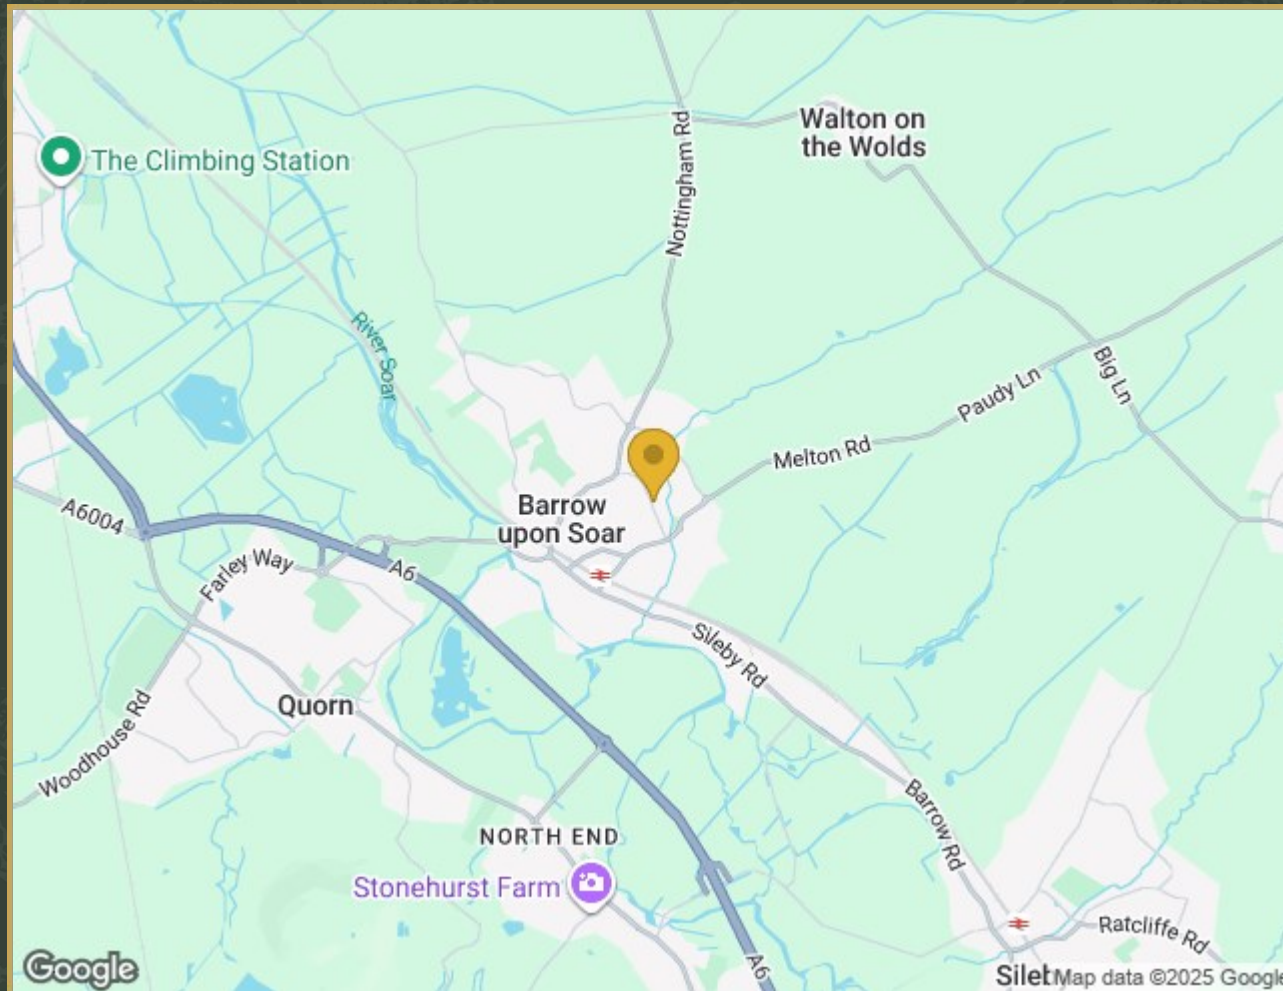 Walton on
the Wolds
The Climbing Station
Nottingham Rd
River Soar
Big Ln
Paudy Ln
Melton Rd
Barrow
upon Soar
A6004
Farley Way
A6
Sileby Rd
Quorn
Woodhouse Rd
Barrow Rd
NORTH END
Stonehurst Farm
Ratcliffe Rd
A6
Google
Map data ©2025 Google